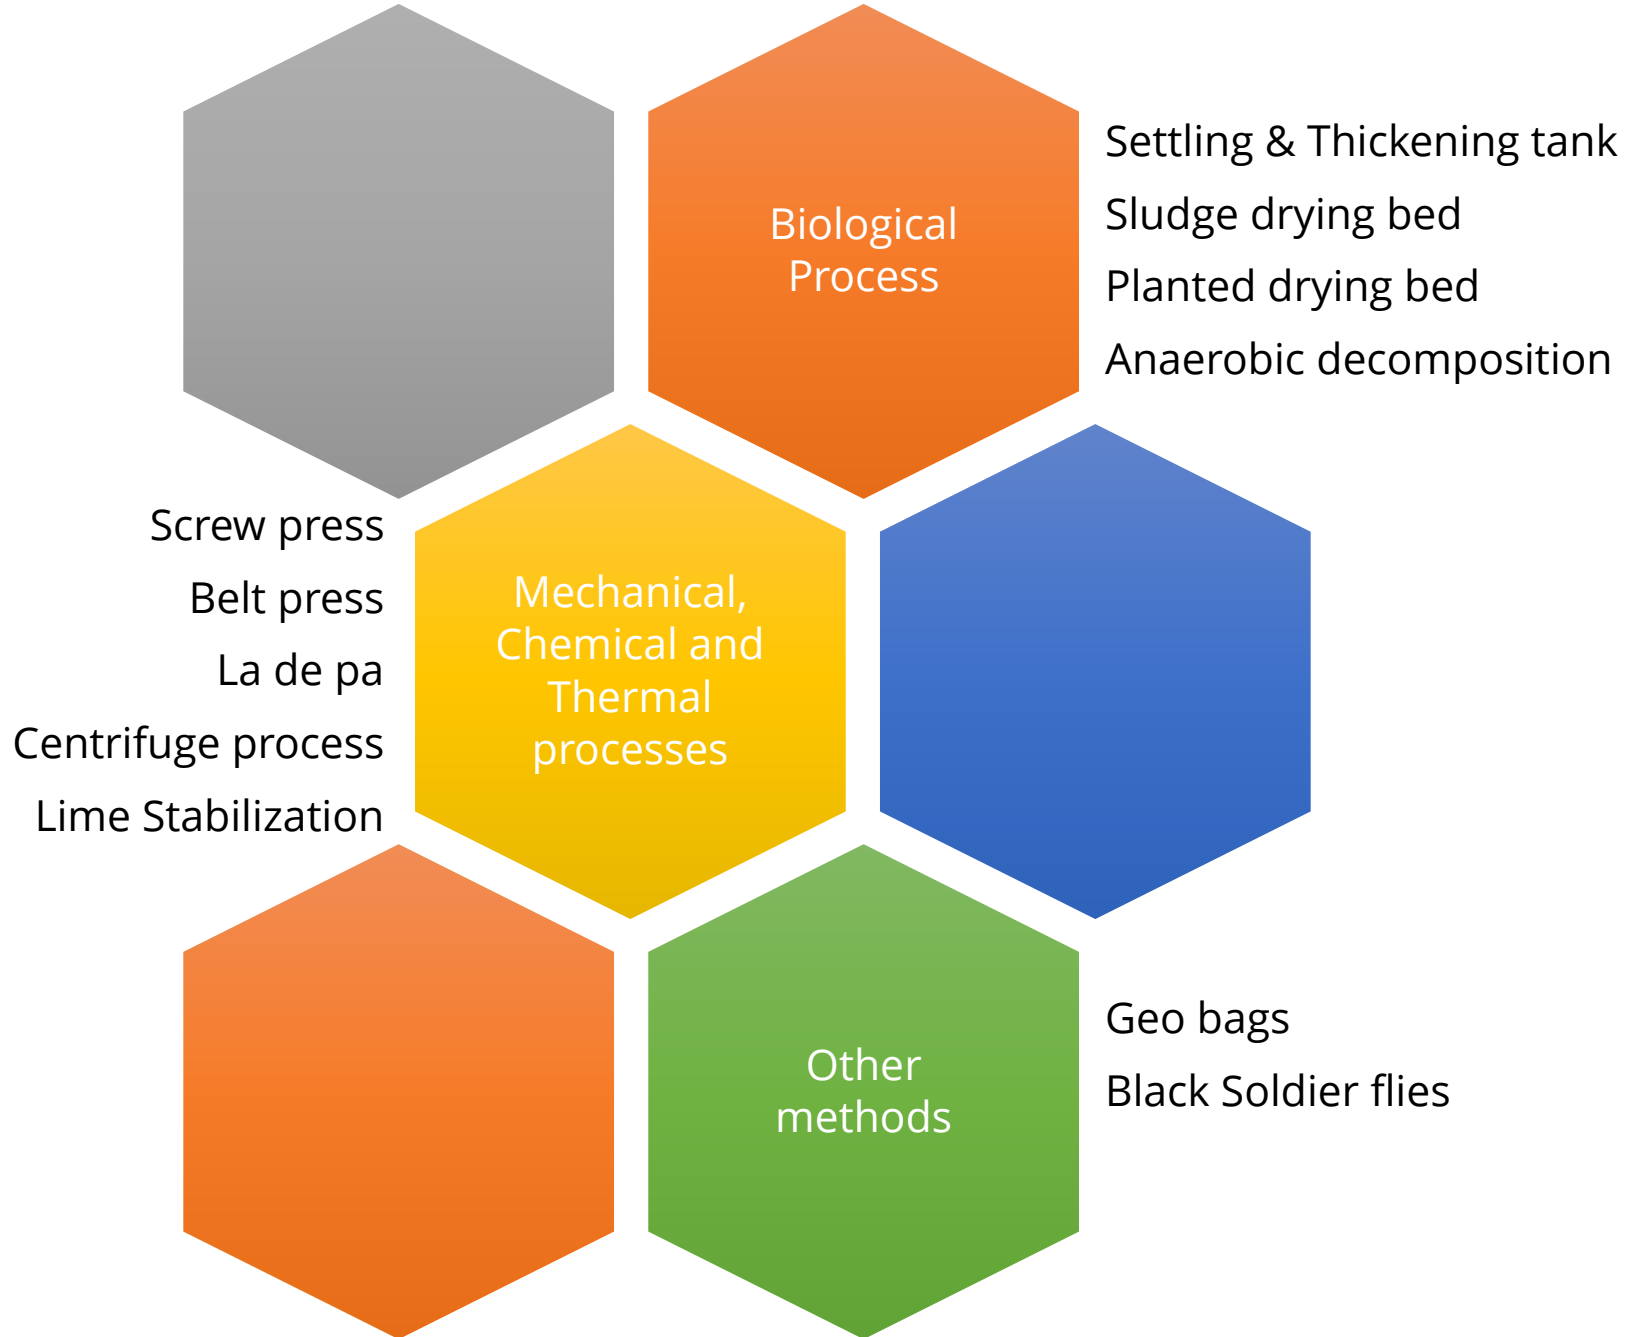 Biological
Process
Settling & Thickening tank
Sludge drying bed
Planted drying bed
Anaerobic decomposition
Mechanical,
Chemical and
Thermal
processes
Screw press
Belt press
La de pa
Centrifuge process
Lime Stabilization
Other
methods
Geo bags
Black Soldier flies